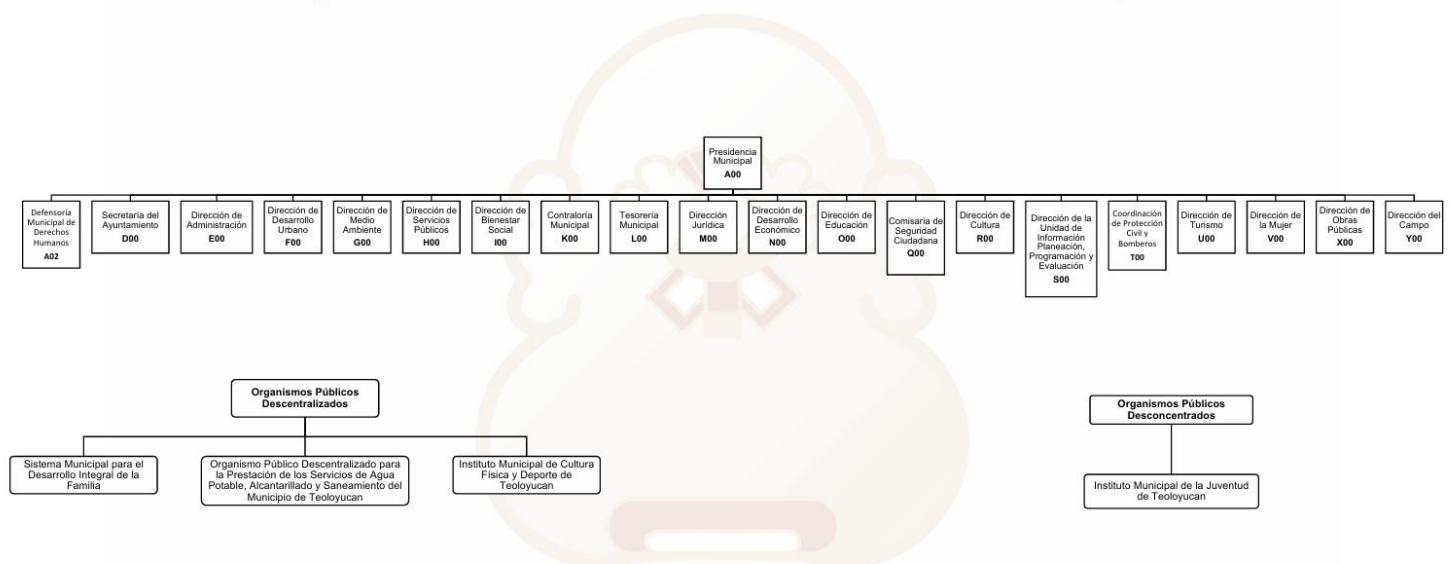 Presidencia
Municipal
A00
Defensoría
Municipal de
Derechos
Humanos
A02
Secretaría del
Ayuntamiento
D00
Dirección de
Administración
E00
Dirección de
Desarrollo
Urbano
F00
Dirección de
Medio
Ambiente
G00
Dirección de
Servicios
Públicos
H00
Dirección de
Bienestar
Social
I00
Contraloría
Municipal
K00
Tesorería
Municipal
L00
Dirección
Jurídica
M00
Dirección de
Desarrollo
Económico
N00
Dirección de
Educación
O00
Comisaría de
Seguridad
Ciudadana
Q00
Dirección de
Cultura
R00
Dirección de la
Unidad de
Información
Planeación,
Programación y
Evaluación
S00
Coordinación
de Protección
Civil y
Bomberos
T00
Dirección de
Turismo
U00
Dirección de
la Mujer
V00
Dirección de
Obras
Públicas
X00
Dirección del
Campo
Y00
Organismos Públicos
Descentralizados
Sistema Municipal para el
Desarrollo Integral de la
Familia
Organismo Público Descentralizado para
la Prestación de los Servicios de Agua
Potable, Alcantarillado y Saneamiento del
Municipio de Teoloyucan
Instituto Municipal de Cultura
Física y Deporte de
Teoloyucan
Organismos Públicos
Desconcentrados
Instituto Municipal de la Juventud
de Teoloyucan